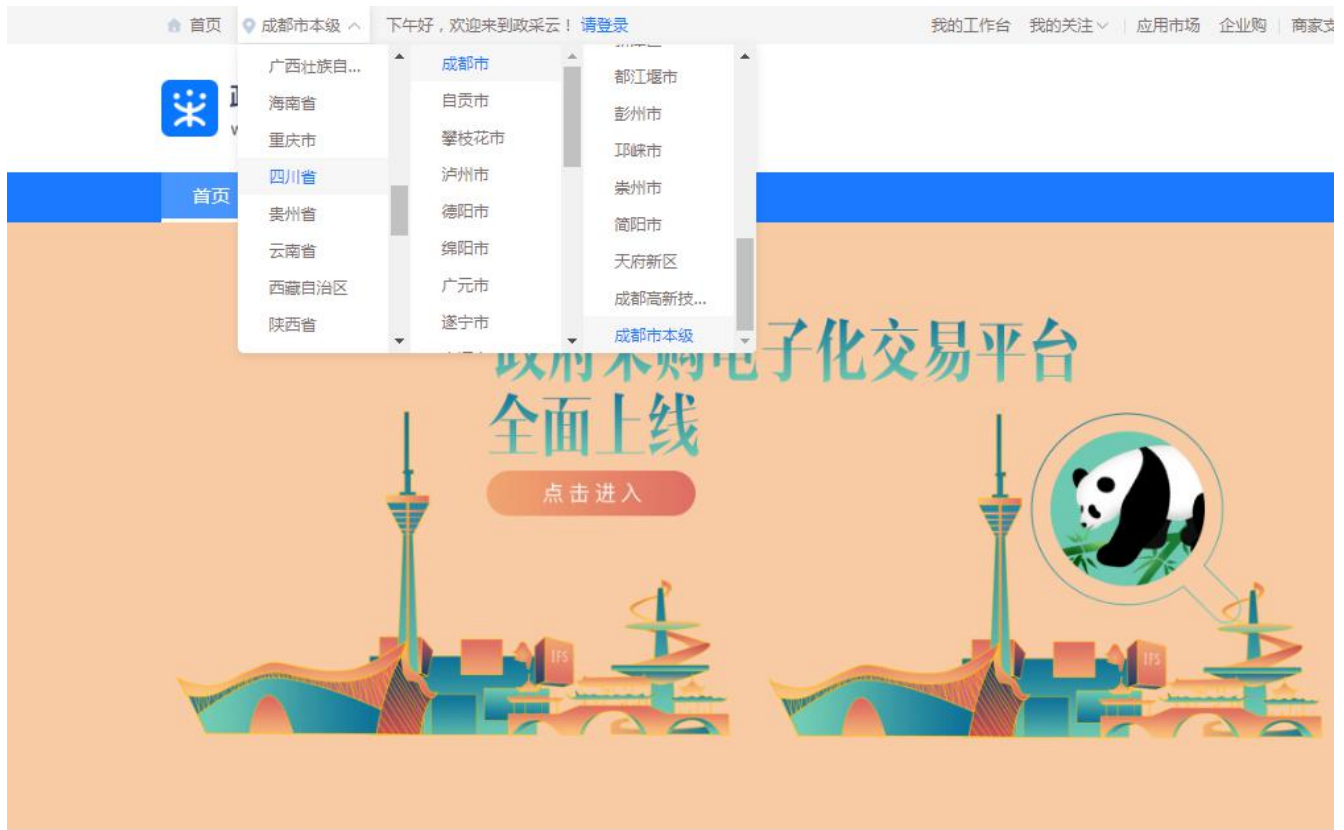 首页 成都市本级 下午好，欢迎来到政采云！ 请登录 我的工作台 我的关注 应用市场 企业购 商家支
广西壮族自...
海南省
重庆市
四川省
贵州省
云南省
西藏自治区
陕西省
成都市
自贡市
攀枝花市
泸州市
德阳市
绵阳市
广元市
遂宁市
都江堰市
彭州市
邛崃市
崇州市
简阳市
天府新区
成都高新技...
成都市本级
首页
政府采购电子化交易平台
全面上线
点击进入
IFS
IFS